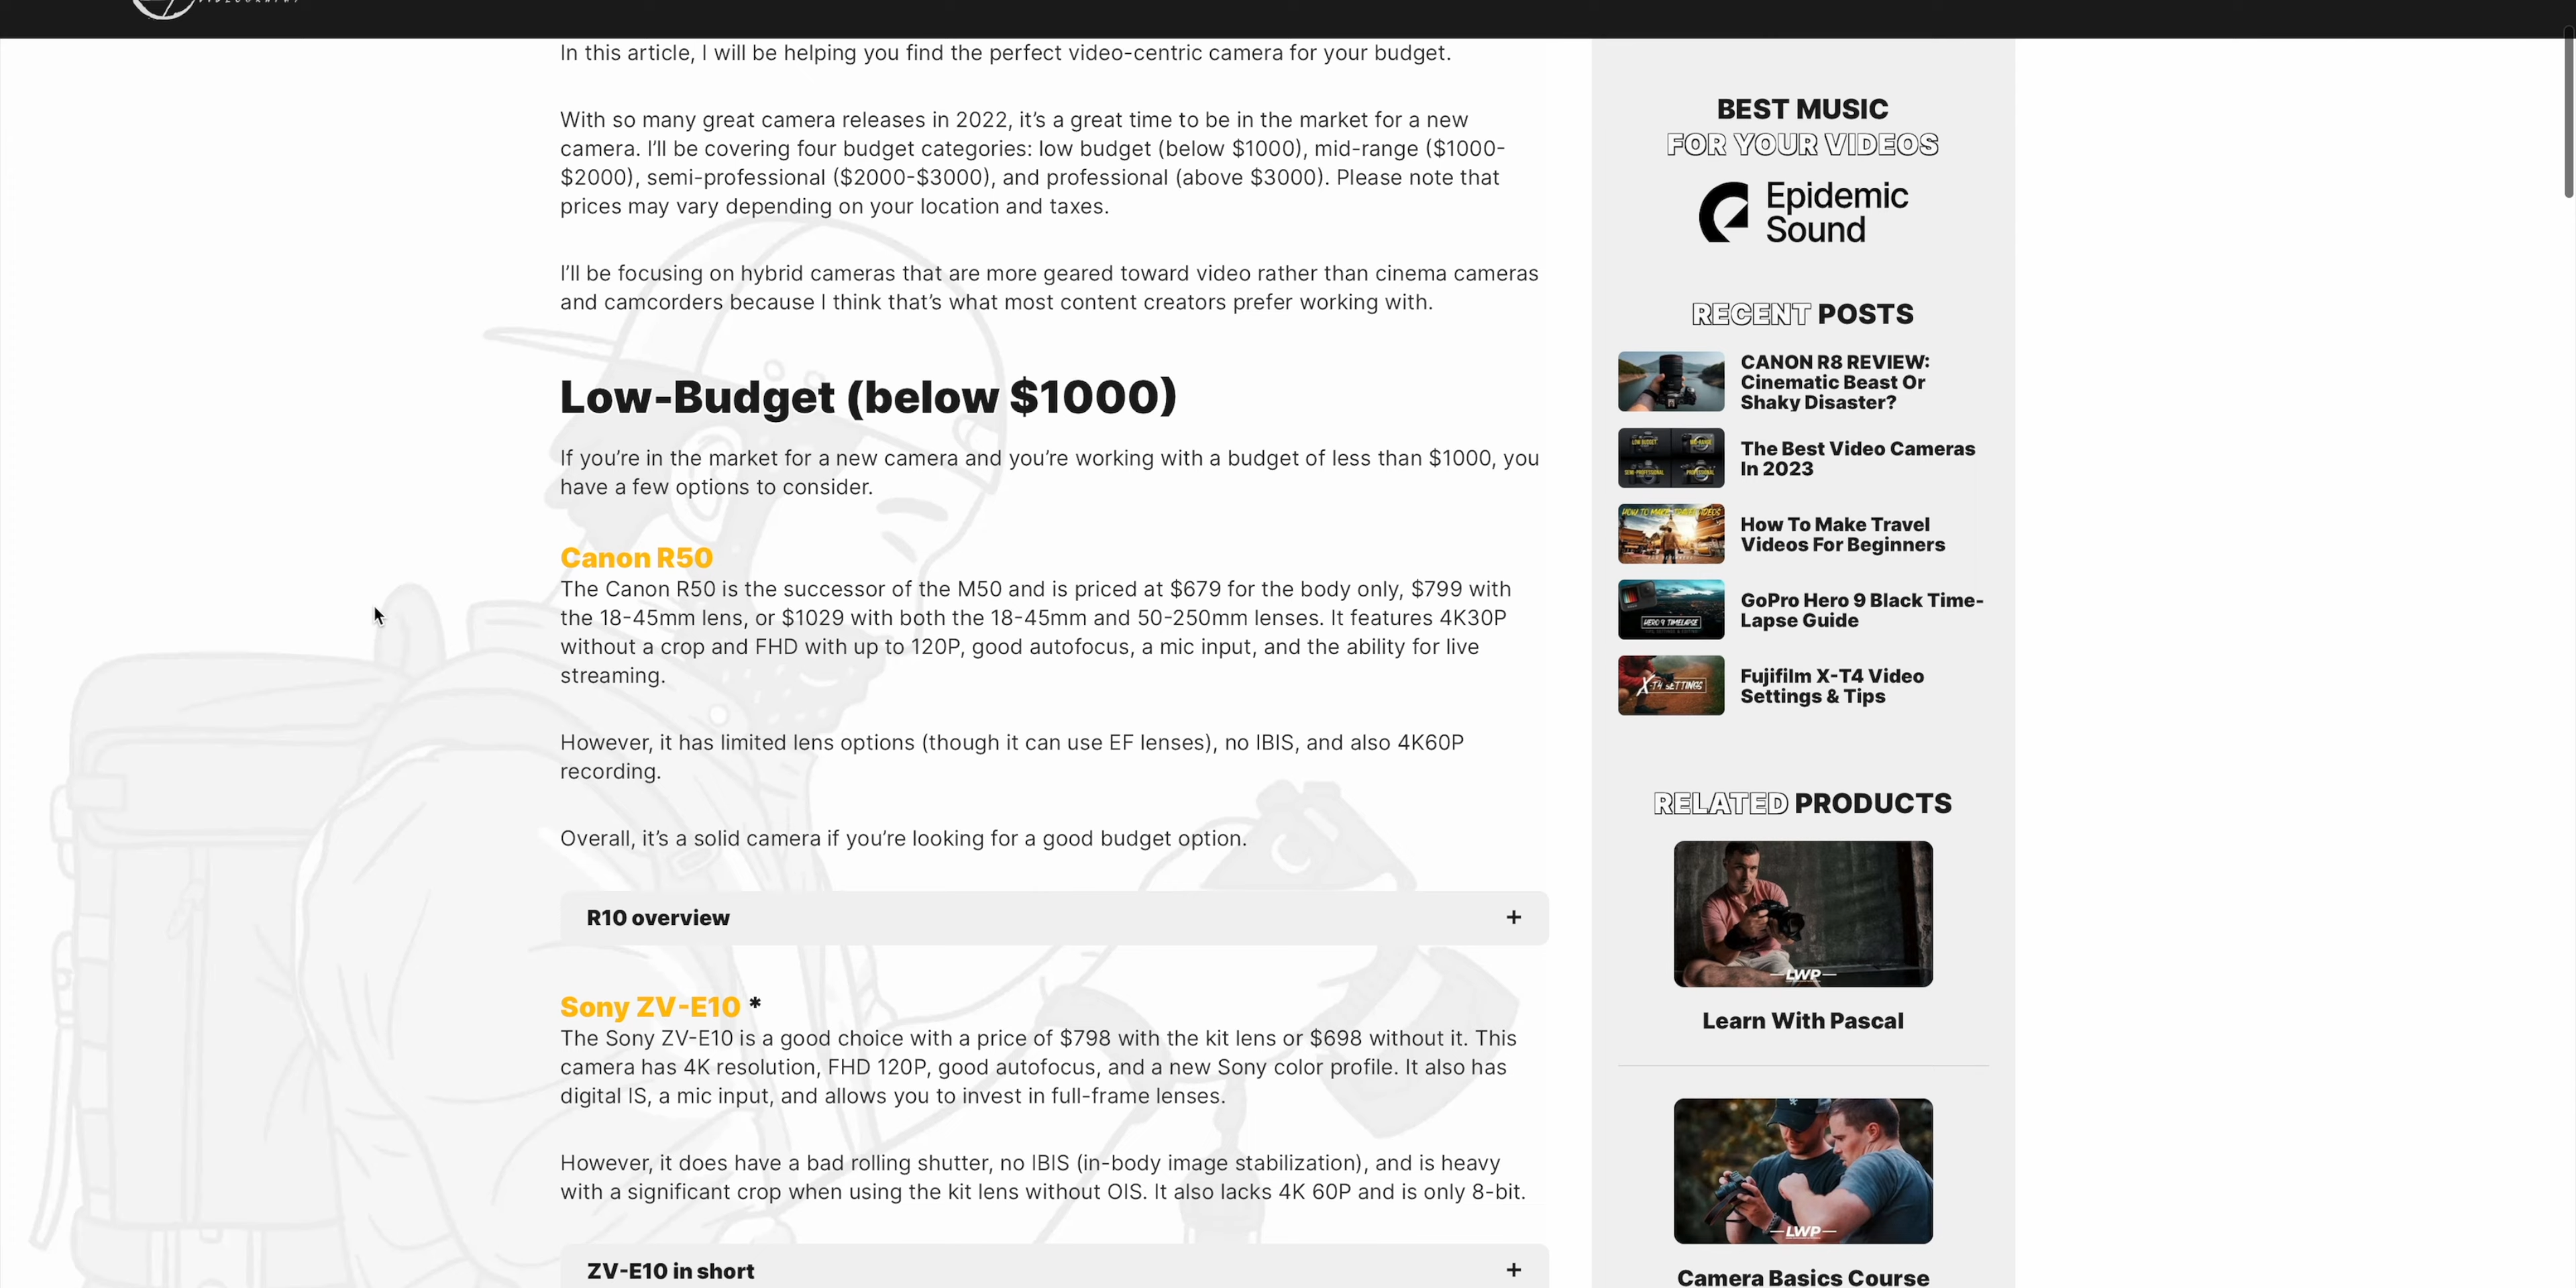 In this article, I will be helping you find the perfect video-centric camera for your budget.
With so many great camera releases in 2022, it's a great time to be in the market for a new
camera. I'll be covering four budget categories: low budget (below $1000), mid-range ($1000-
$2000), semi-professional ($2000-$3000), and professional (above $3000). Please note that
prices may vary depending on your location and taxes.
I'll be focusing on hybrid cameras that are more geared toward video rather than cinema cameras
and camcorders because I think that's what most content creators prefer working with.
Low-Budget (below $1000)
If you're in the market for a new camera and you're working with a budget of less than $1000, you
have a few options to consider.
Canon R50
The Canon R50 is the successor of the M50 and is priced at $679 for the body only, $799 with
the 18-45mm lens, or $1029 with both the 18-45mm and 50-250mm lenses. It features 4K30P
without a crop and FHD with up to 120P, good autofocus, a mic input, and the ability for live
streaming.
However, it has limited lens options (though it can use EF lenses), no IBIS, and also 4K60P
recording.
Overall, it's a solid camera if you're looking for a good budget option.
R10 overview +
Sony ZV-E10 *
The Sony ZV-E10 is a good choice with a price of $798 with the kit lens or $698 without it. This
camera has 4K resolution, FHD 120P, good autofocus, and a new Sony color profile. It also has
digital IS, a mic input, and allows you to invest in full-frame lenses.
However, it does have a bad rolling shutter, no IBIS (in-body image stabilization), and is heavy
with a significant crop when using the kit lens without OIS. It also lacks 4K 60P and is only 8-bit.
ZV-E10 in short +
BEST MUSIC
FOR YOUR VIDEOS
Epidemic
Sound
RECENT POSTS
CANON R8 REVIEW:
Cinematic Beast Or
Shaky Disaster?
LOW BUDGET
MID-RANGE
SEMI-PROFESSIONAL
PROFESSIONAL
The Best Video Cameras
In 2023
HOW TO MAKE TRAVEL VIDEOS
How To Make Travel
Videos For Beginners
HERO 9 TIMELAPSE
GoPro Hero 9 Black Time-
Lapse Guide
X-T4 SETTINGS
Fujifilm X-T4 Video
Settings & Tips
RELATED PRODUCTS
LWP
Learn With Pascal
LWP
Camera Basics Course